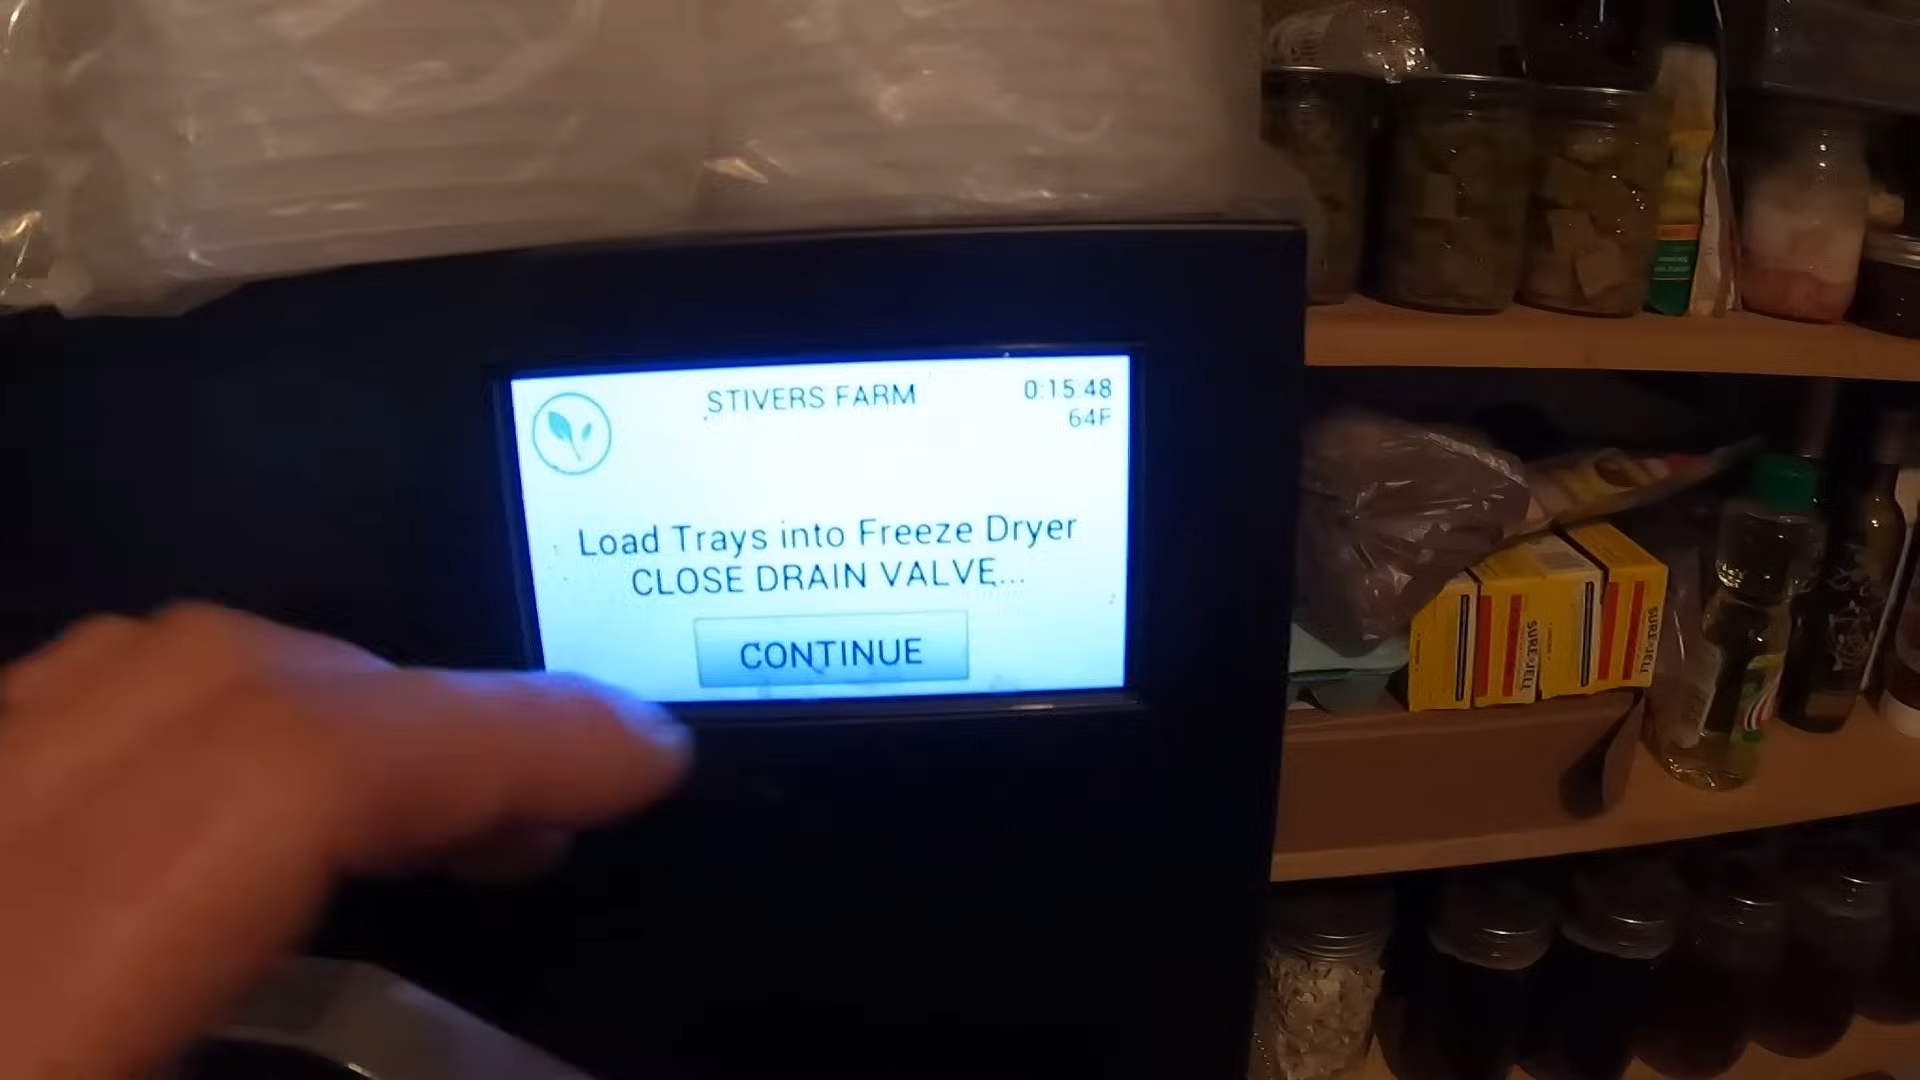 STIVERS FARM
0:15:48
64F
Load Trays into Freeze Dryer
CLOSE DRAIN VALVE...
CONTINUE
SURE-JELL
SURE-JELL